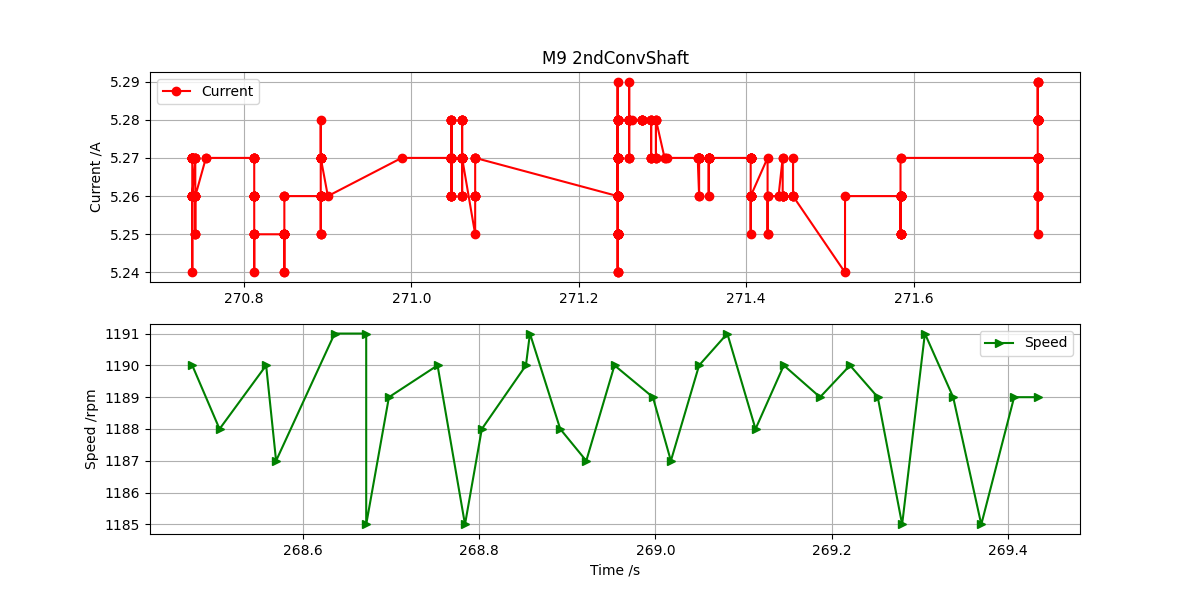 M9 2ndConvShaft
Current /A
5.29
5.28
5.27
5.26
5.25
5.24
Current
270.8 271.0 271.2 271.4 271.6
Speed /rpm
1191
1190
1189
1188
1187
1186
1185
Speed
268.6 268.8 269.0 269.2 269.4
Time /s